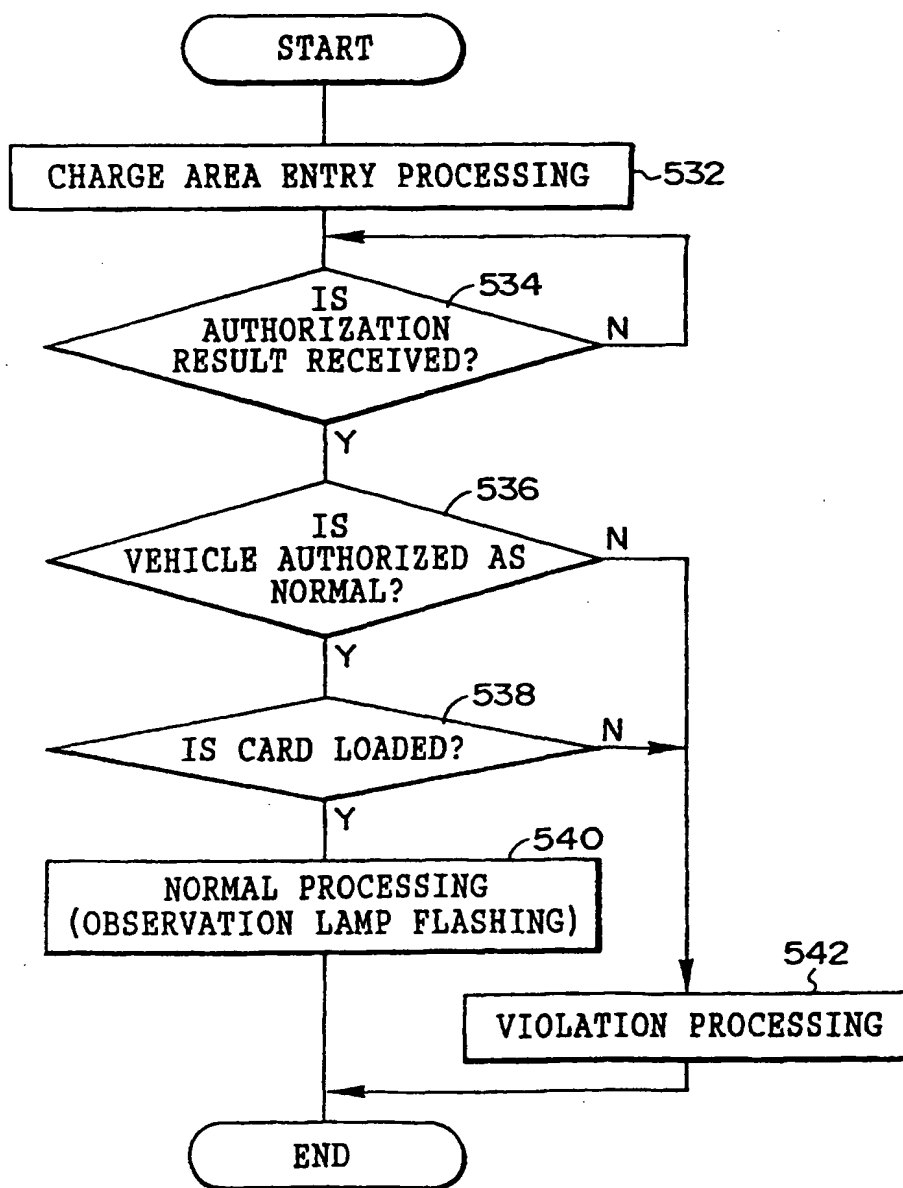 START
CHARGE AREA ENTRY PROCESSING
532
534
IS
AUTHORIZATION
RESULT RECEIVED?
N
Y
536
IS
VEHICLE AUTHORIZED AS
NORMAL?
N
Y
538
IS CARD LOADED?
N
Y
540
NORMAL PROCESSING
(OBSERVATION LAMP FLASHING)
542
VIOLATION PROCESSING
END